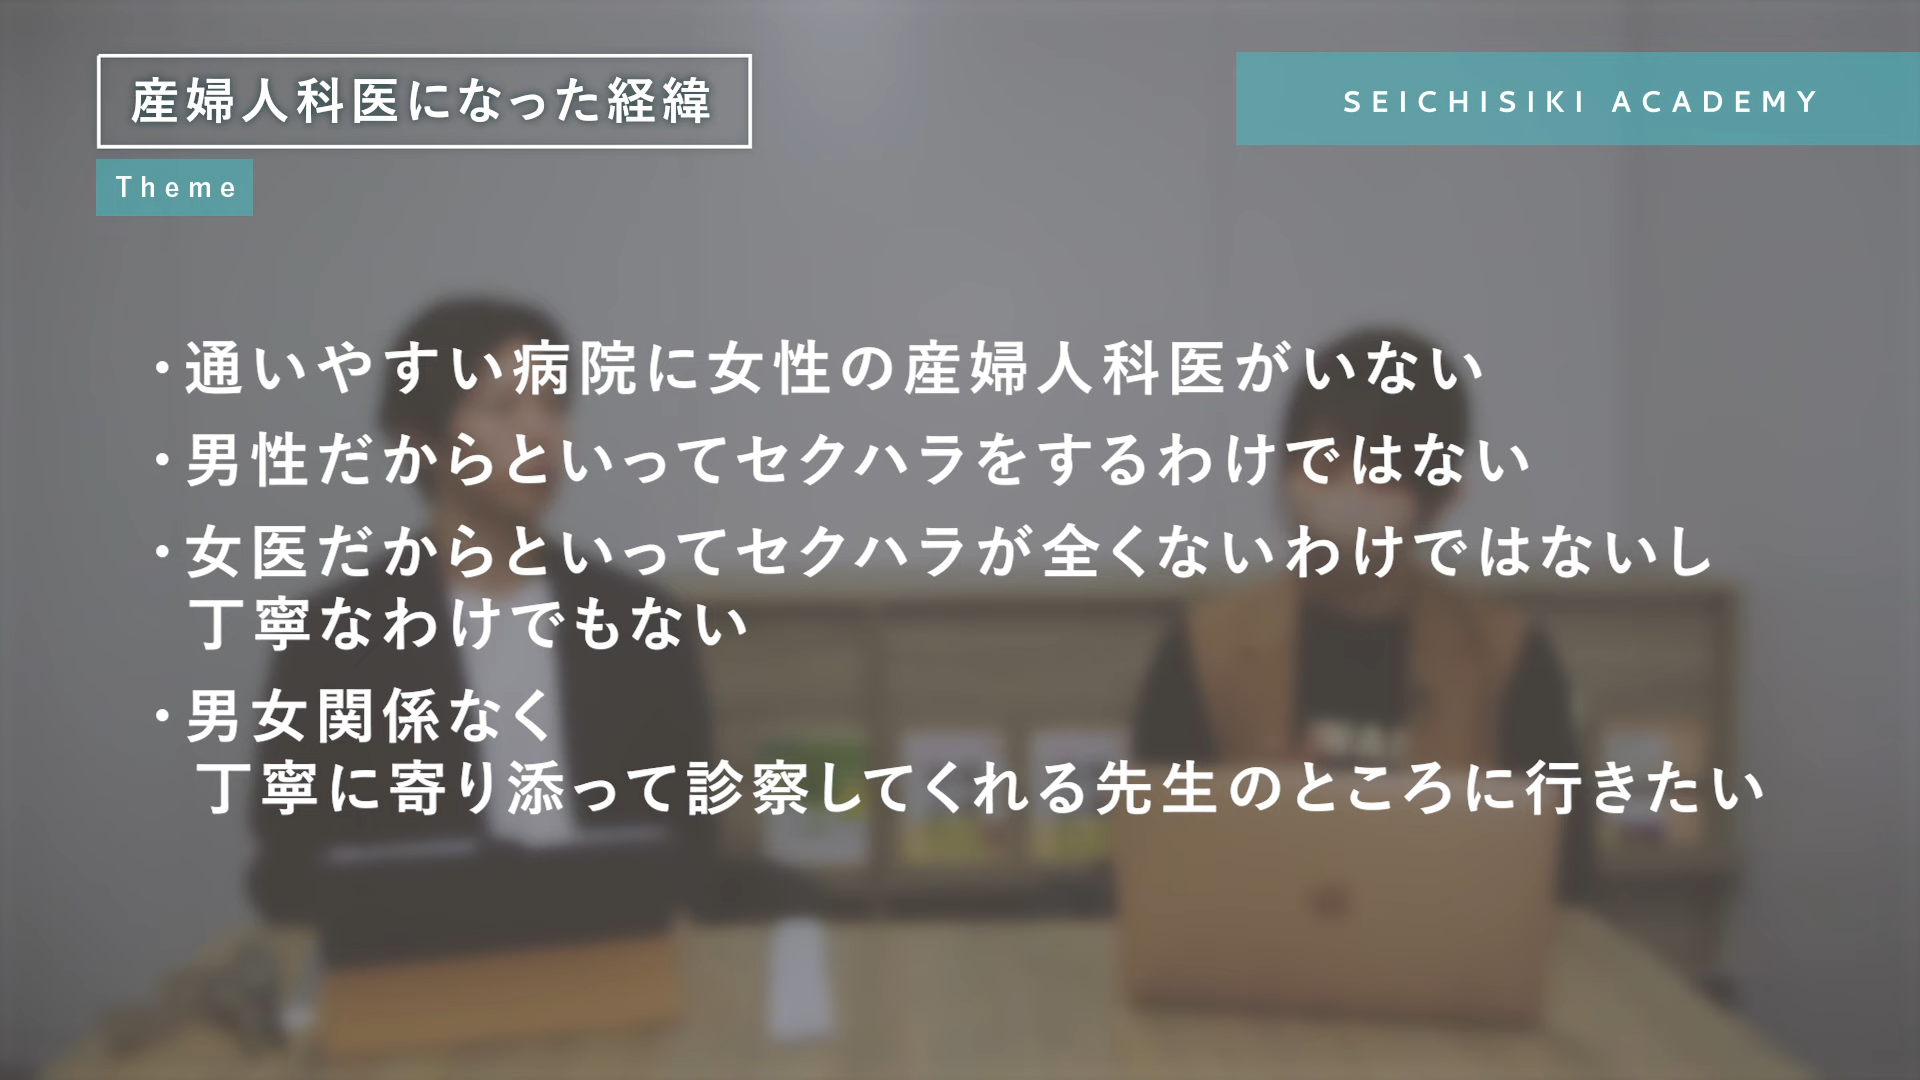 産婦人科医になった経緯
SEICHISIKI ACADEMY
Theme
・通いやすい病院に女性の産婦人科医がいない
・男性だからといってセクハラをするわけではない
・女医だからといってセクハラが全くないわけではないし
丁寧なわけでもない
・男女関係なく
丁寧に寄り添って診察してくれる先生のところに行きたい